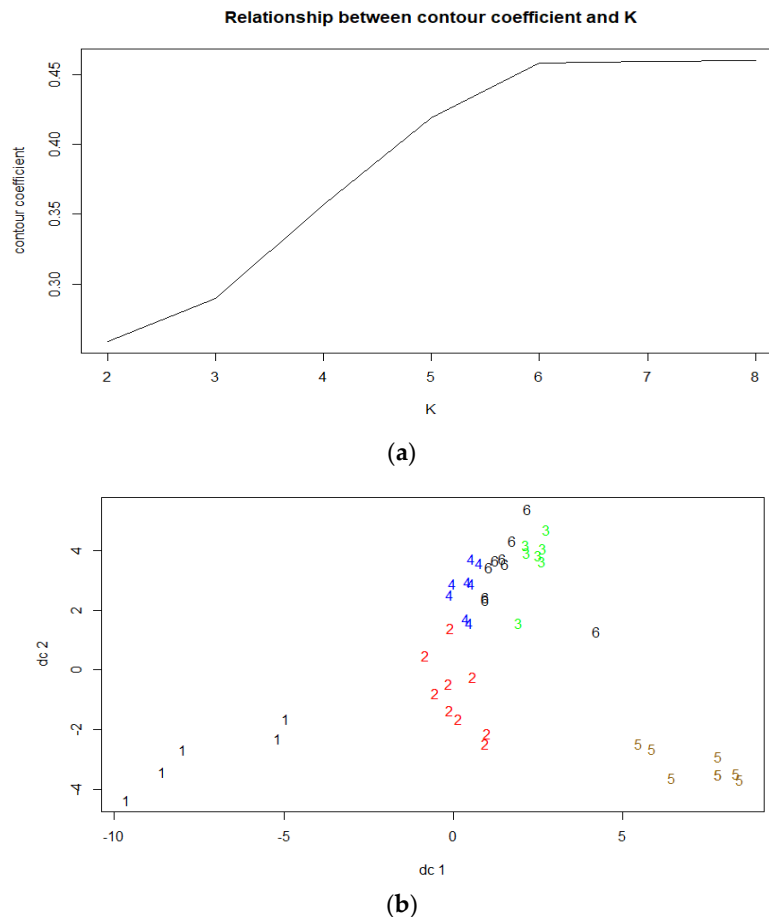 Relationship between contour coefficient and K
contour coefficient
0.45
0.40
0.35
0.30
2 3 4 5 6 7 8
K
(a)
dc 2
4
2
0
-2
-4
6
3
6
3 3
4 6 6 3 3
4 6 6 3
4 4 4
4 6
6
4 3
4
2 6
2
2
2
2
2
2
2
2
1
1
1
1
1
5 5
5
5 5
5 5
-10 -5 0 5
dc 1
(b)